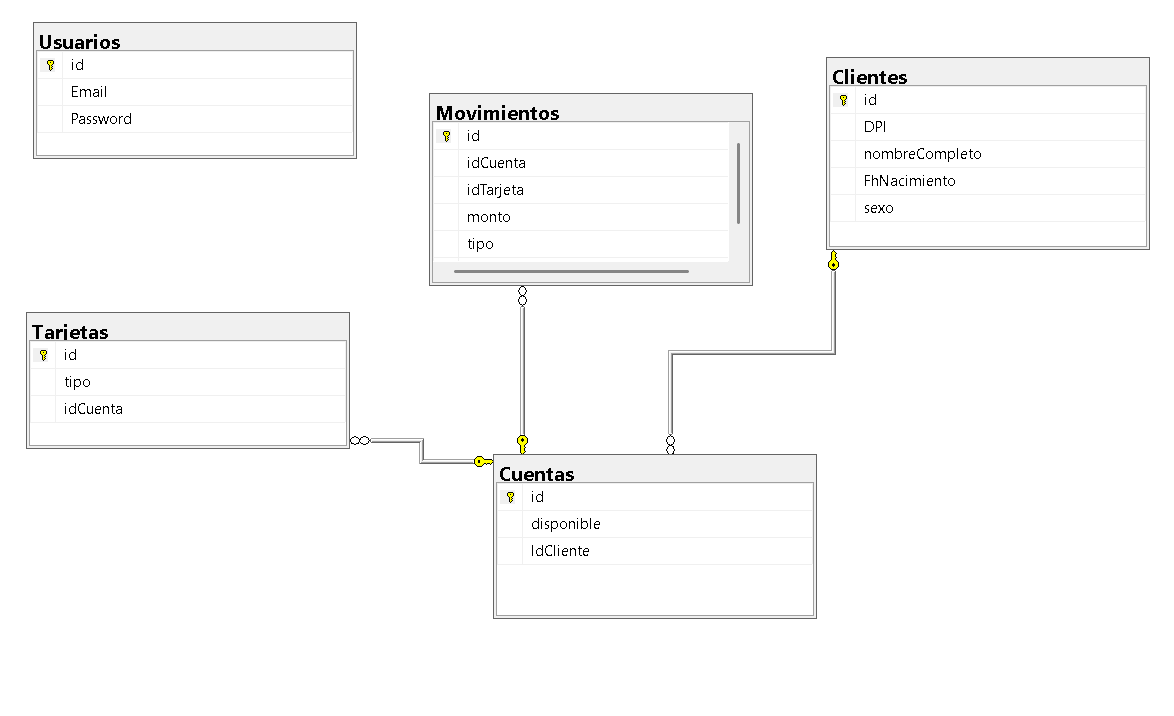 Usuarios
id
Email
Password
Movimientos
id
idCuenta
idTarjeta
monto
tipo
Clientes
id
DPI
nombreCompleto
FhNacimiento
sexo
Tarjetas
id
tipo
idCuenta
Cuentas
id
disponible
IdCliente